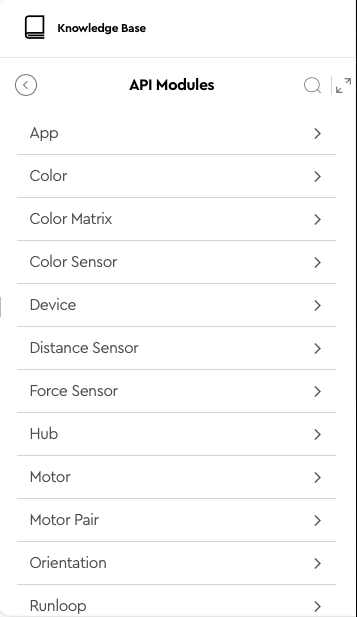 Knowledge Base
API Modules
App
Color
Color Matrix
Color Sensor
Device
Distance Sensor
Force Sensor
Hub
Motor
Motor Pair
Orientation
Runloop